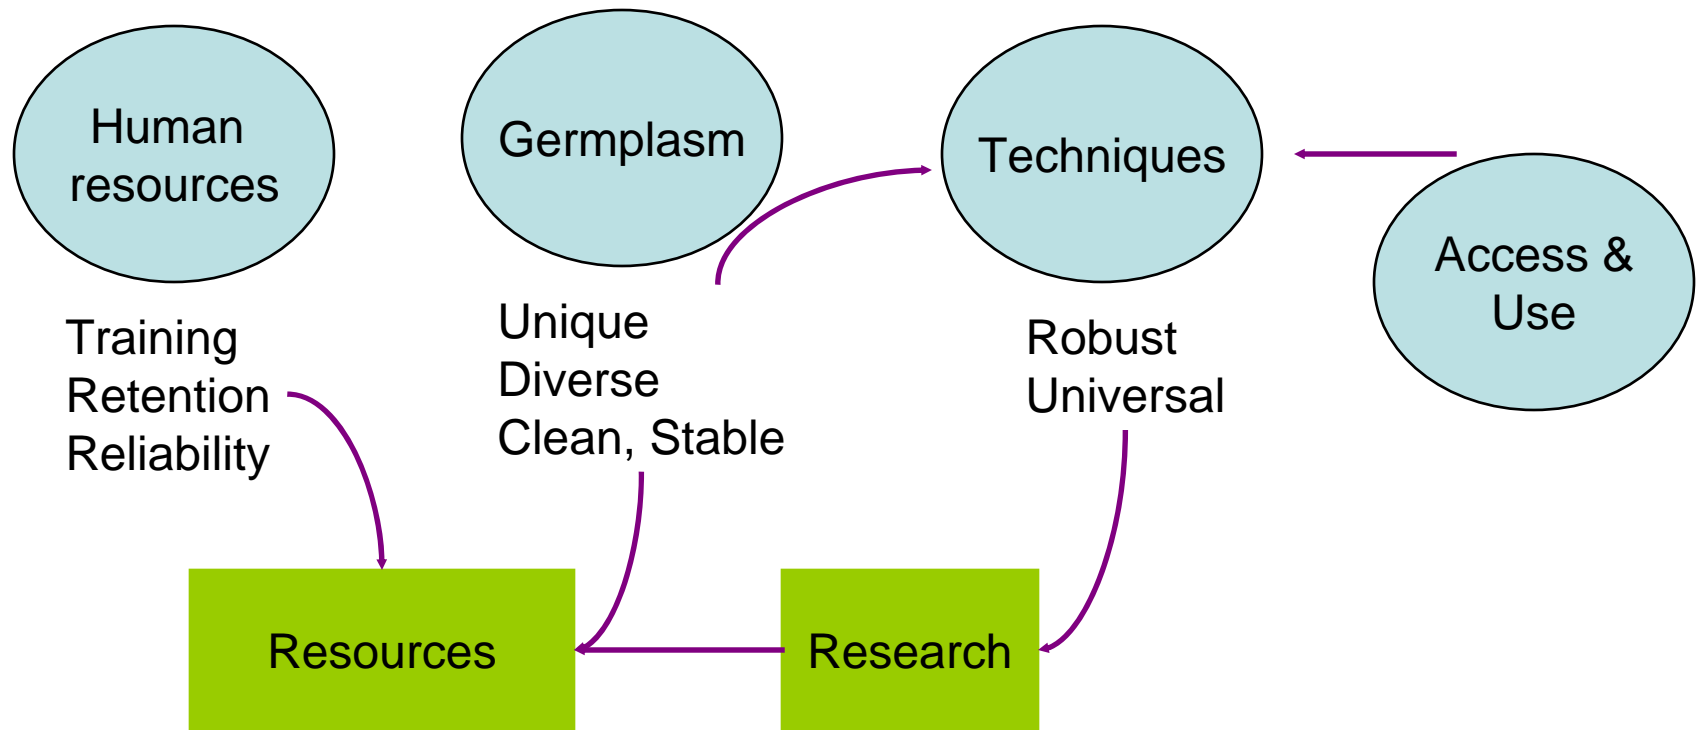 Human
resources
Germplasm
Techniques
Access &
Use
Training
Retention
Reliability
Unique
Diverse
Clean, Stable
Robust
Universal
Resources
Research